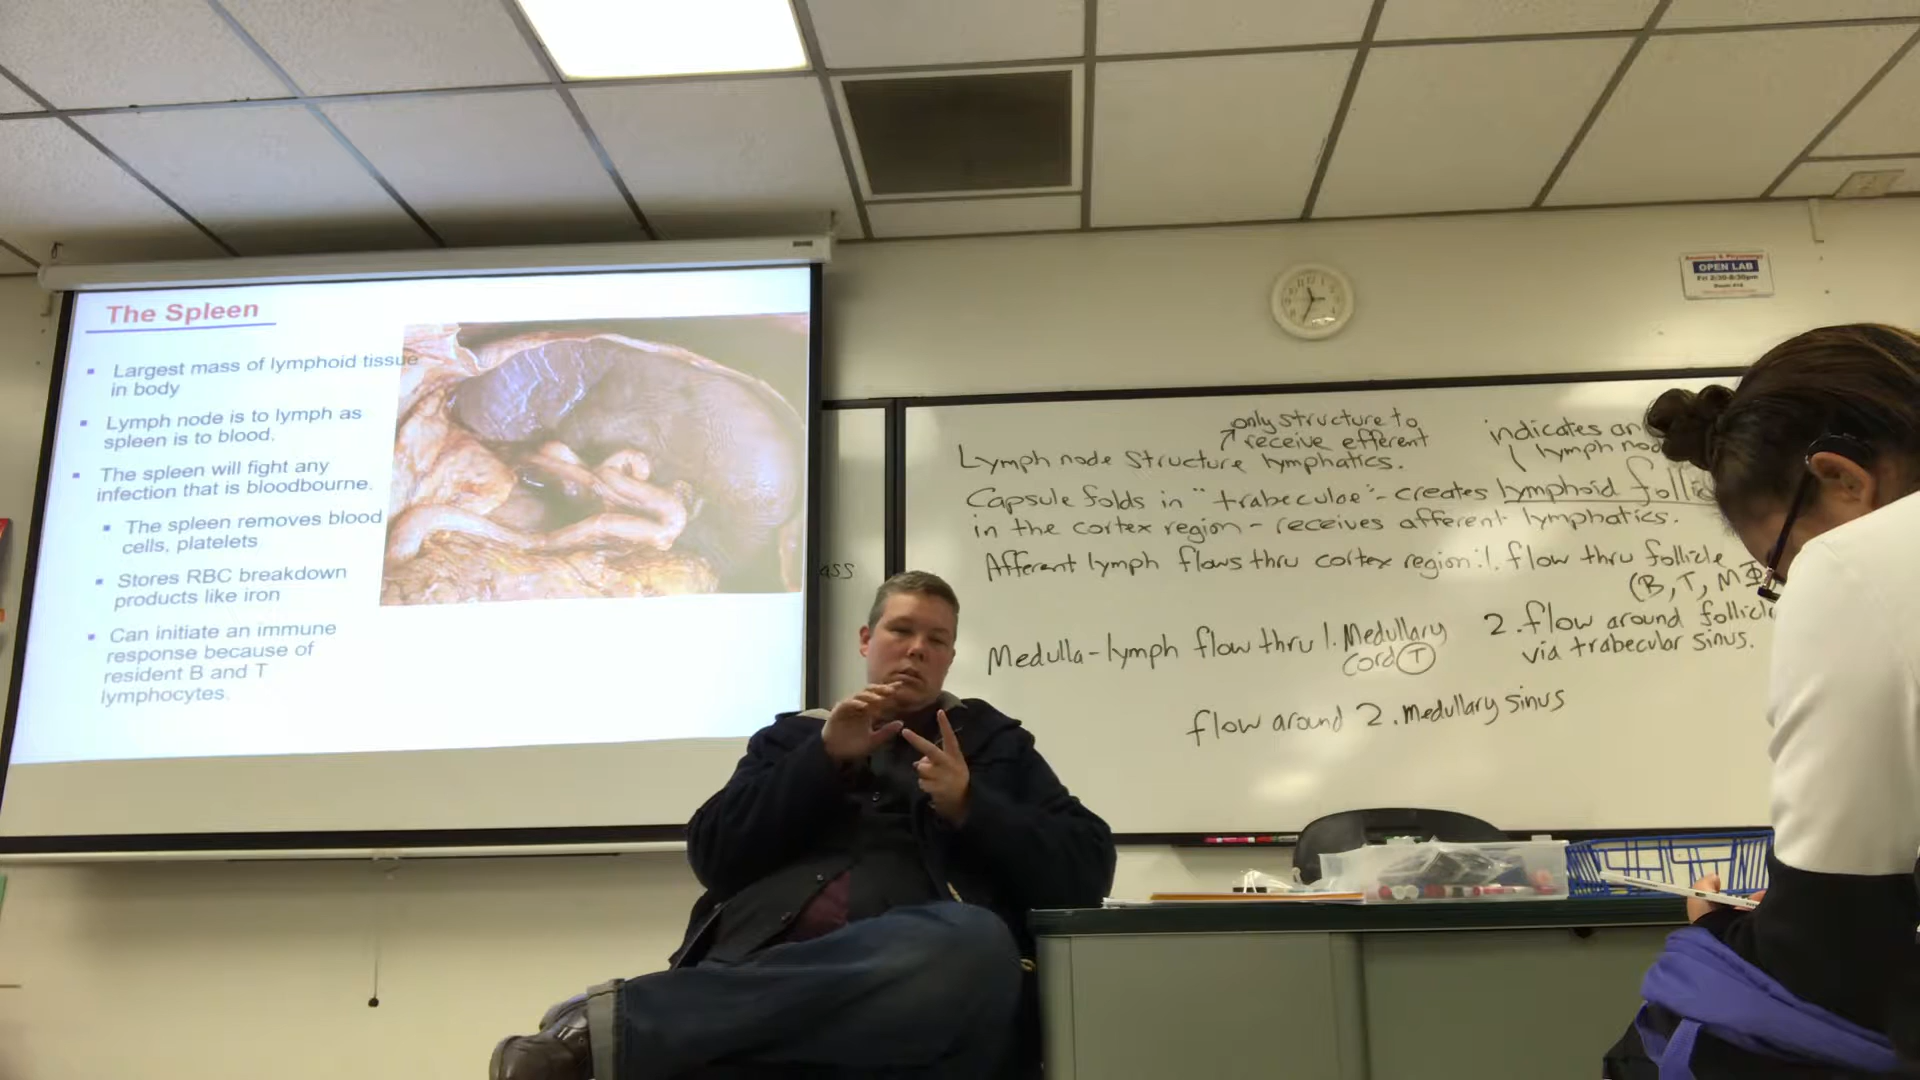 The Spleen
Largest mass of lymphoid tissue
in body
Lymph node is to lymph as
spleen is to blood.
The spleen will fight any
infection that is bloodbourne.
The spleen removes blood
cells, platelets
Stores RBC breakdown
products like iron
Can initiate an immune
response because of
resident B and T
lymphocytes.
OPEN LAB
only structure to
receive efferent
Lymph node structure lymphatics.
indicates
lymph
Capsule folds in "trabeculae" - creates lymphoid
in the cortex region - receives afferent lymphatics.
Afferent lymph flows thru cortex region: 1. flow thru follicle
(B, T, MΦ
2. flow around follicle
via trabecular sinus.
Medulla - lymph flow thru 1. Medullary
cord T
flow around 2. medullary sinus